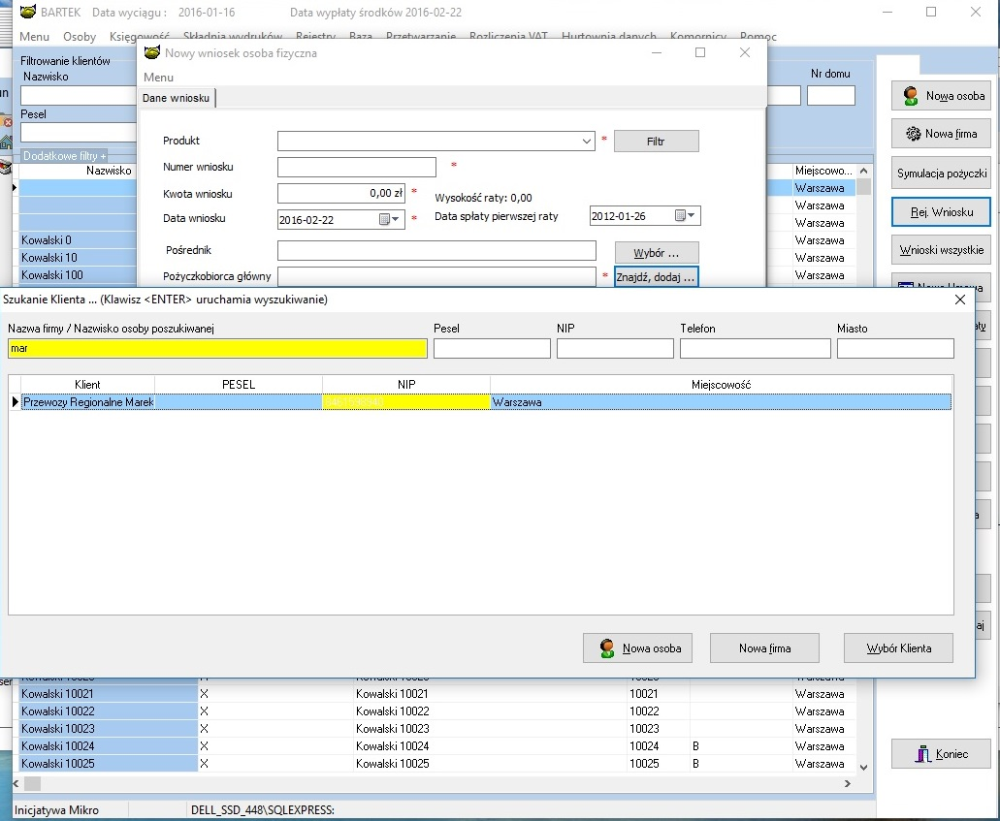 BARTEK Data wyciągu : 2016-01-16 Data wypłaty środków 2016-02-22
Menu Osoby Księgowość Składnia wydruków Rejestry Baza Przetwarzanie Rozliczenia VAT Hurtownia danych Komornicy Pomoc
Nowy wniosek osoba fizyczna
Menu
Dane wniosku
Filtrowanie klientów
Nazwisko
Pesel
Dodatkowe filtry +
Nazwisko
Kowalski 0
Kowalski 10
Kowalski 100
Produkt * Filtr
Numer wniosku *
Kwota wniosku 0,00 zł * Wysokość raty: 0,00
Data wniosku 2016-02-22 * Data spłaty pierwszej raty 2012-01-26
Pośrednik Wybór ...
Pożyczkobiorca główny * Znajdź, dodaj ...
Nr domu
Miejscowo...
Warszawa
Warszawa
Warszawa
Warszawa
Warszawa
Warszawa
Nowa osoba
Nowa firma
Symulacja pożyczki
Rej. Wniosku
Wnioski wszystkie
Nowa Umowa
Szukanie Klienta ... (Klawisz <ENTER> uruchamia wyszukiwanie)
Nazwa firmy / Nazwisko osoby poszukiwanej Pesel NIP Telefon Miasto
mar
Klient PESEL NIP Miejscowość
Przewozy Regionalne Marek Warszawa
Nowa osoba Nowa firma Wybór Klienta
Kowalski 10021 X Kowalski 10021 10021 Warszawa
Kowalski 10022 X Kowalski 10022 10022 Warszawa
Kowalski 10023 X Kowalski 10023 10023 Warszawa
Kowalski 10024 X Kowalski 10024 10024 B Warszawa
Kowalski 10025 X Kowalski 10025 10025 B Warszawa
Koniec
Inicjatywa Mikro DELL_SSD_448\SQLEXPRESS: